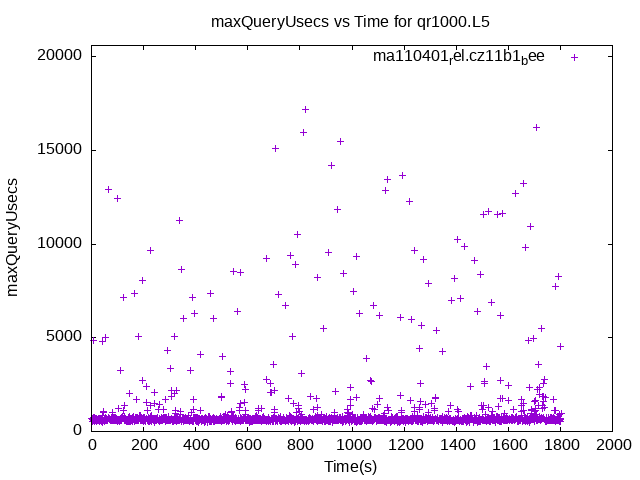 maxQueryUsecs vs Time for qr1000.L5
ma110401rel.cz11b1bee
20000
15000
10000
5000
0
maxQueryUsecs
0 200 400 600 800 1000 1200 1400 1600 1800 2000
Time(s)